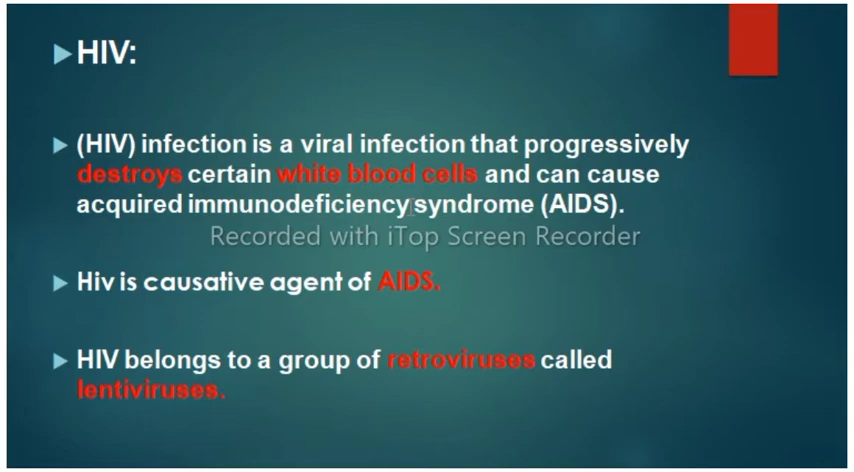 HIV:
(HIV) infection is a viral infection that progressively
destroys certain white blood cells and can cause
acquired immunodeficiency syndrome (AIDS).
Recorded with iTop Screen Recorder
Hiv is causative agent of AIDS.
HIV belongs to a group of retroviruses called
lentiviruses.